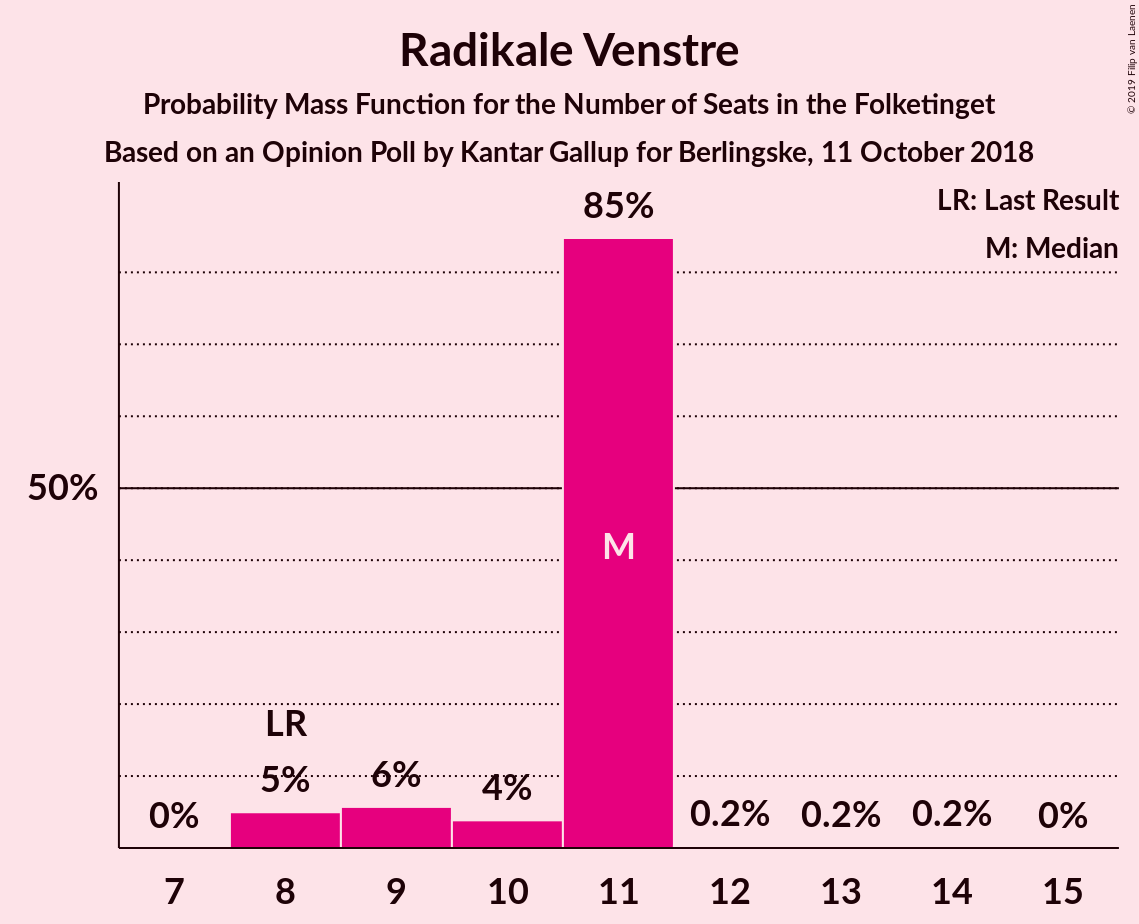 Radikale Venstre
Probability Mass Function for the Number of Seats in the Folketinget
Based on an Opinion Poll by Kantar Gallup for Berlingske, 11 October 2018
© 2019 Filip van Laenen
LR: Last Result
M: Median
85%
50%
M
LR
0%
5%
6%
4%
0.2%
0.2%
0.2%
0%
7 8 9 10 11 12 13 14 15